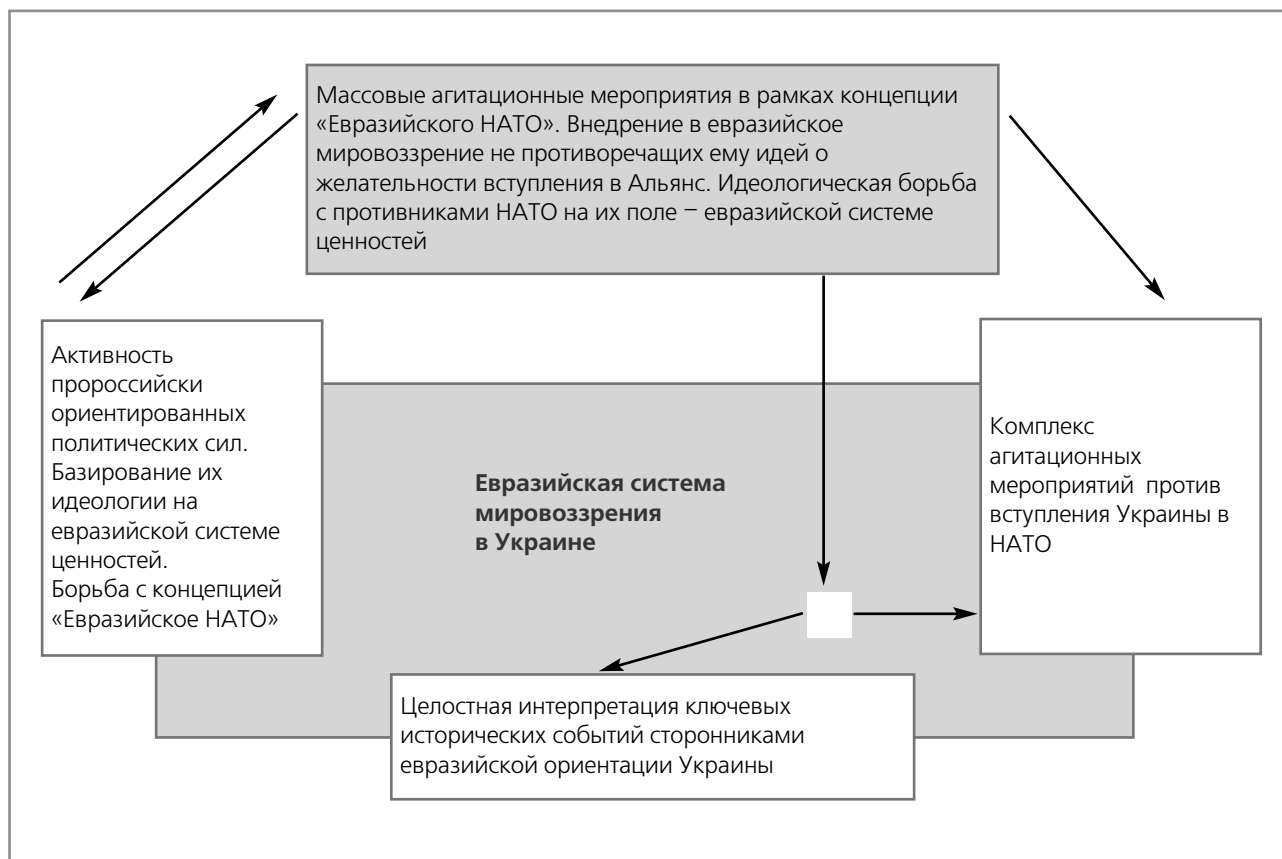 Массовые агитационные мероприятия в рамках концепции
«Евразийского НАТО». Внедрение в евразийское
мировоззрение не противоречащих ему идей о
желательности вступления в Альянс. Идеологическая борьба
с противниками НАТО на их поле – евразийской системе
ценностей
Активность
пророссийски
ориентированных
политических сил.
Базирование их
идеологии на
евразийской системе
ценностей.
Борьба с концепцией
«Евразийское НАТО»
Евразийская система
мировоззрения
в Украине
Комплекс
агитационных
мероприятий против
вступления Украины в
НАТО
Целостная интерпретация ключевых
исторических событий сторонниками
евразийской ориентации Украины